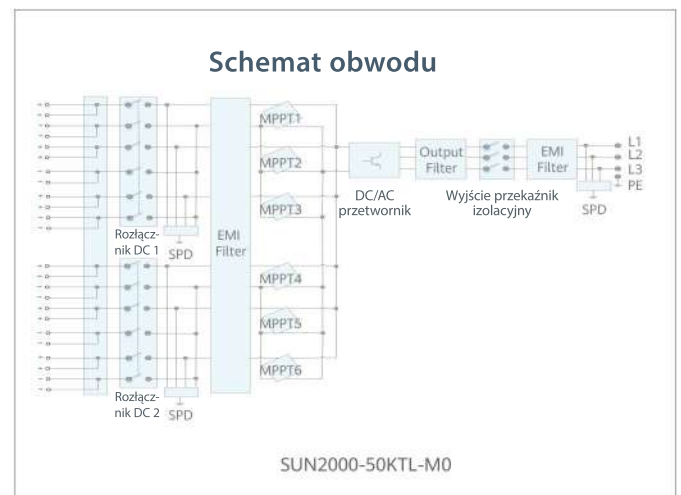 Schemat obwodu
MPPT1
MPPT2
MPPT3
MPPT4
MPPT5
MPPT6
Rozłącz-
nik DC 1
SPD
Rozłącz-
nik DC 2
SPD
EMI
Filter
DC/AC
przetwornik
Output
Filter
Wyjście przekaźnik
izolacyjny
EMI
Filter
SPD
L1
L2
L3
PE
SUN2000-50KTL-M0